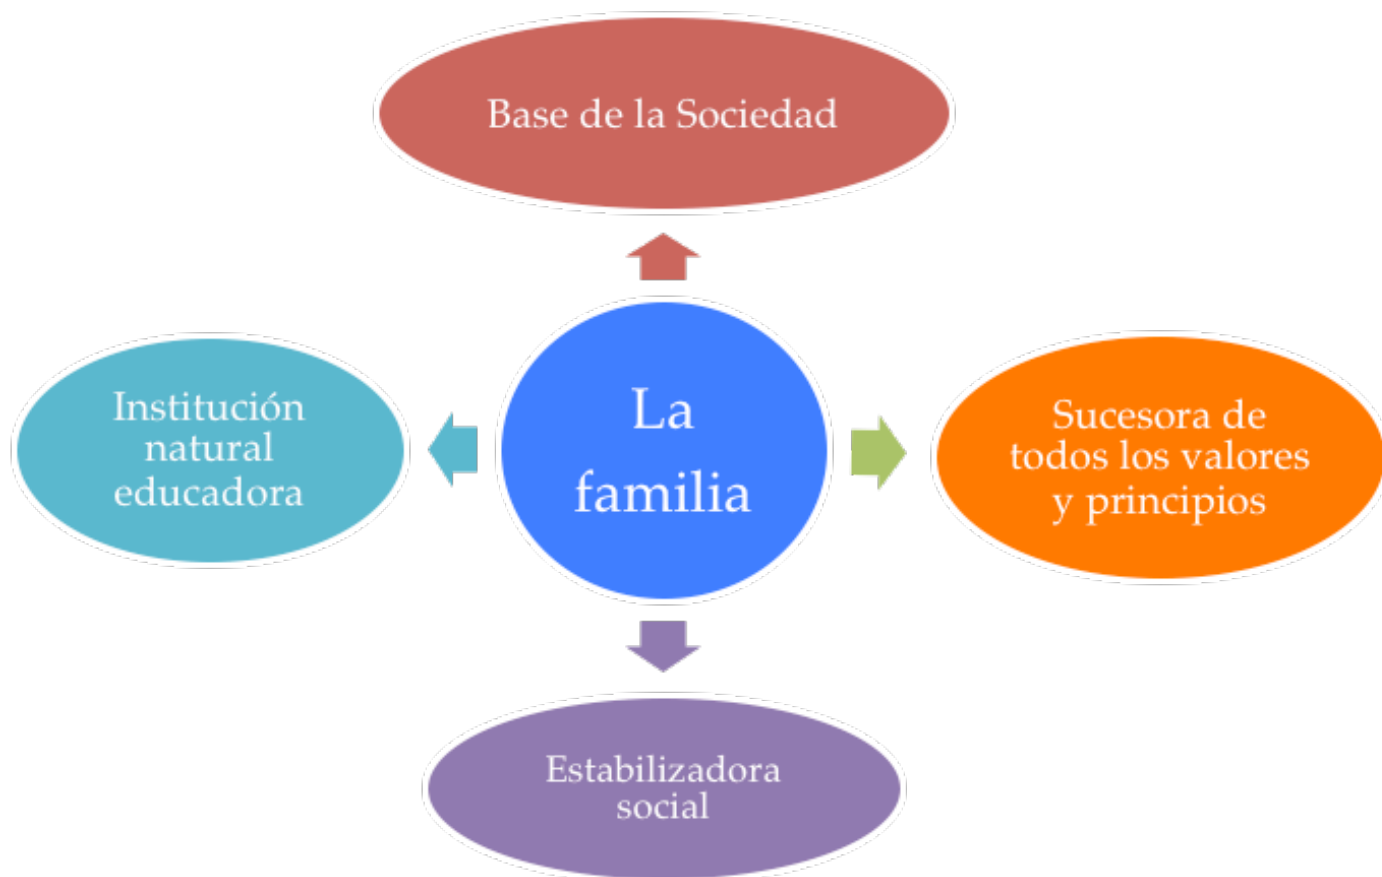 Base de la Sociedad
Institución
natural
educadora
La
familia
Sucesora de
todos los valores
y principios
Estabilizadora
social